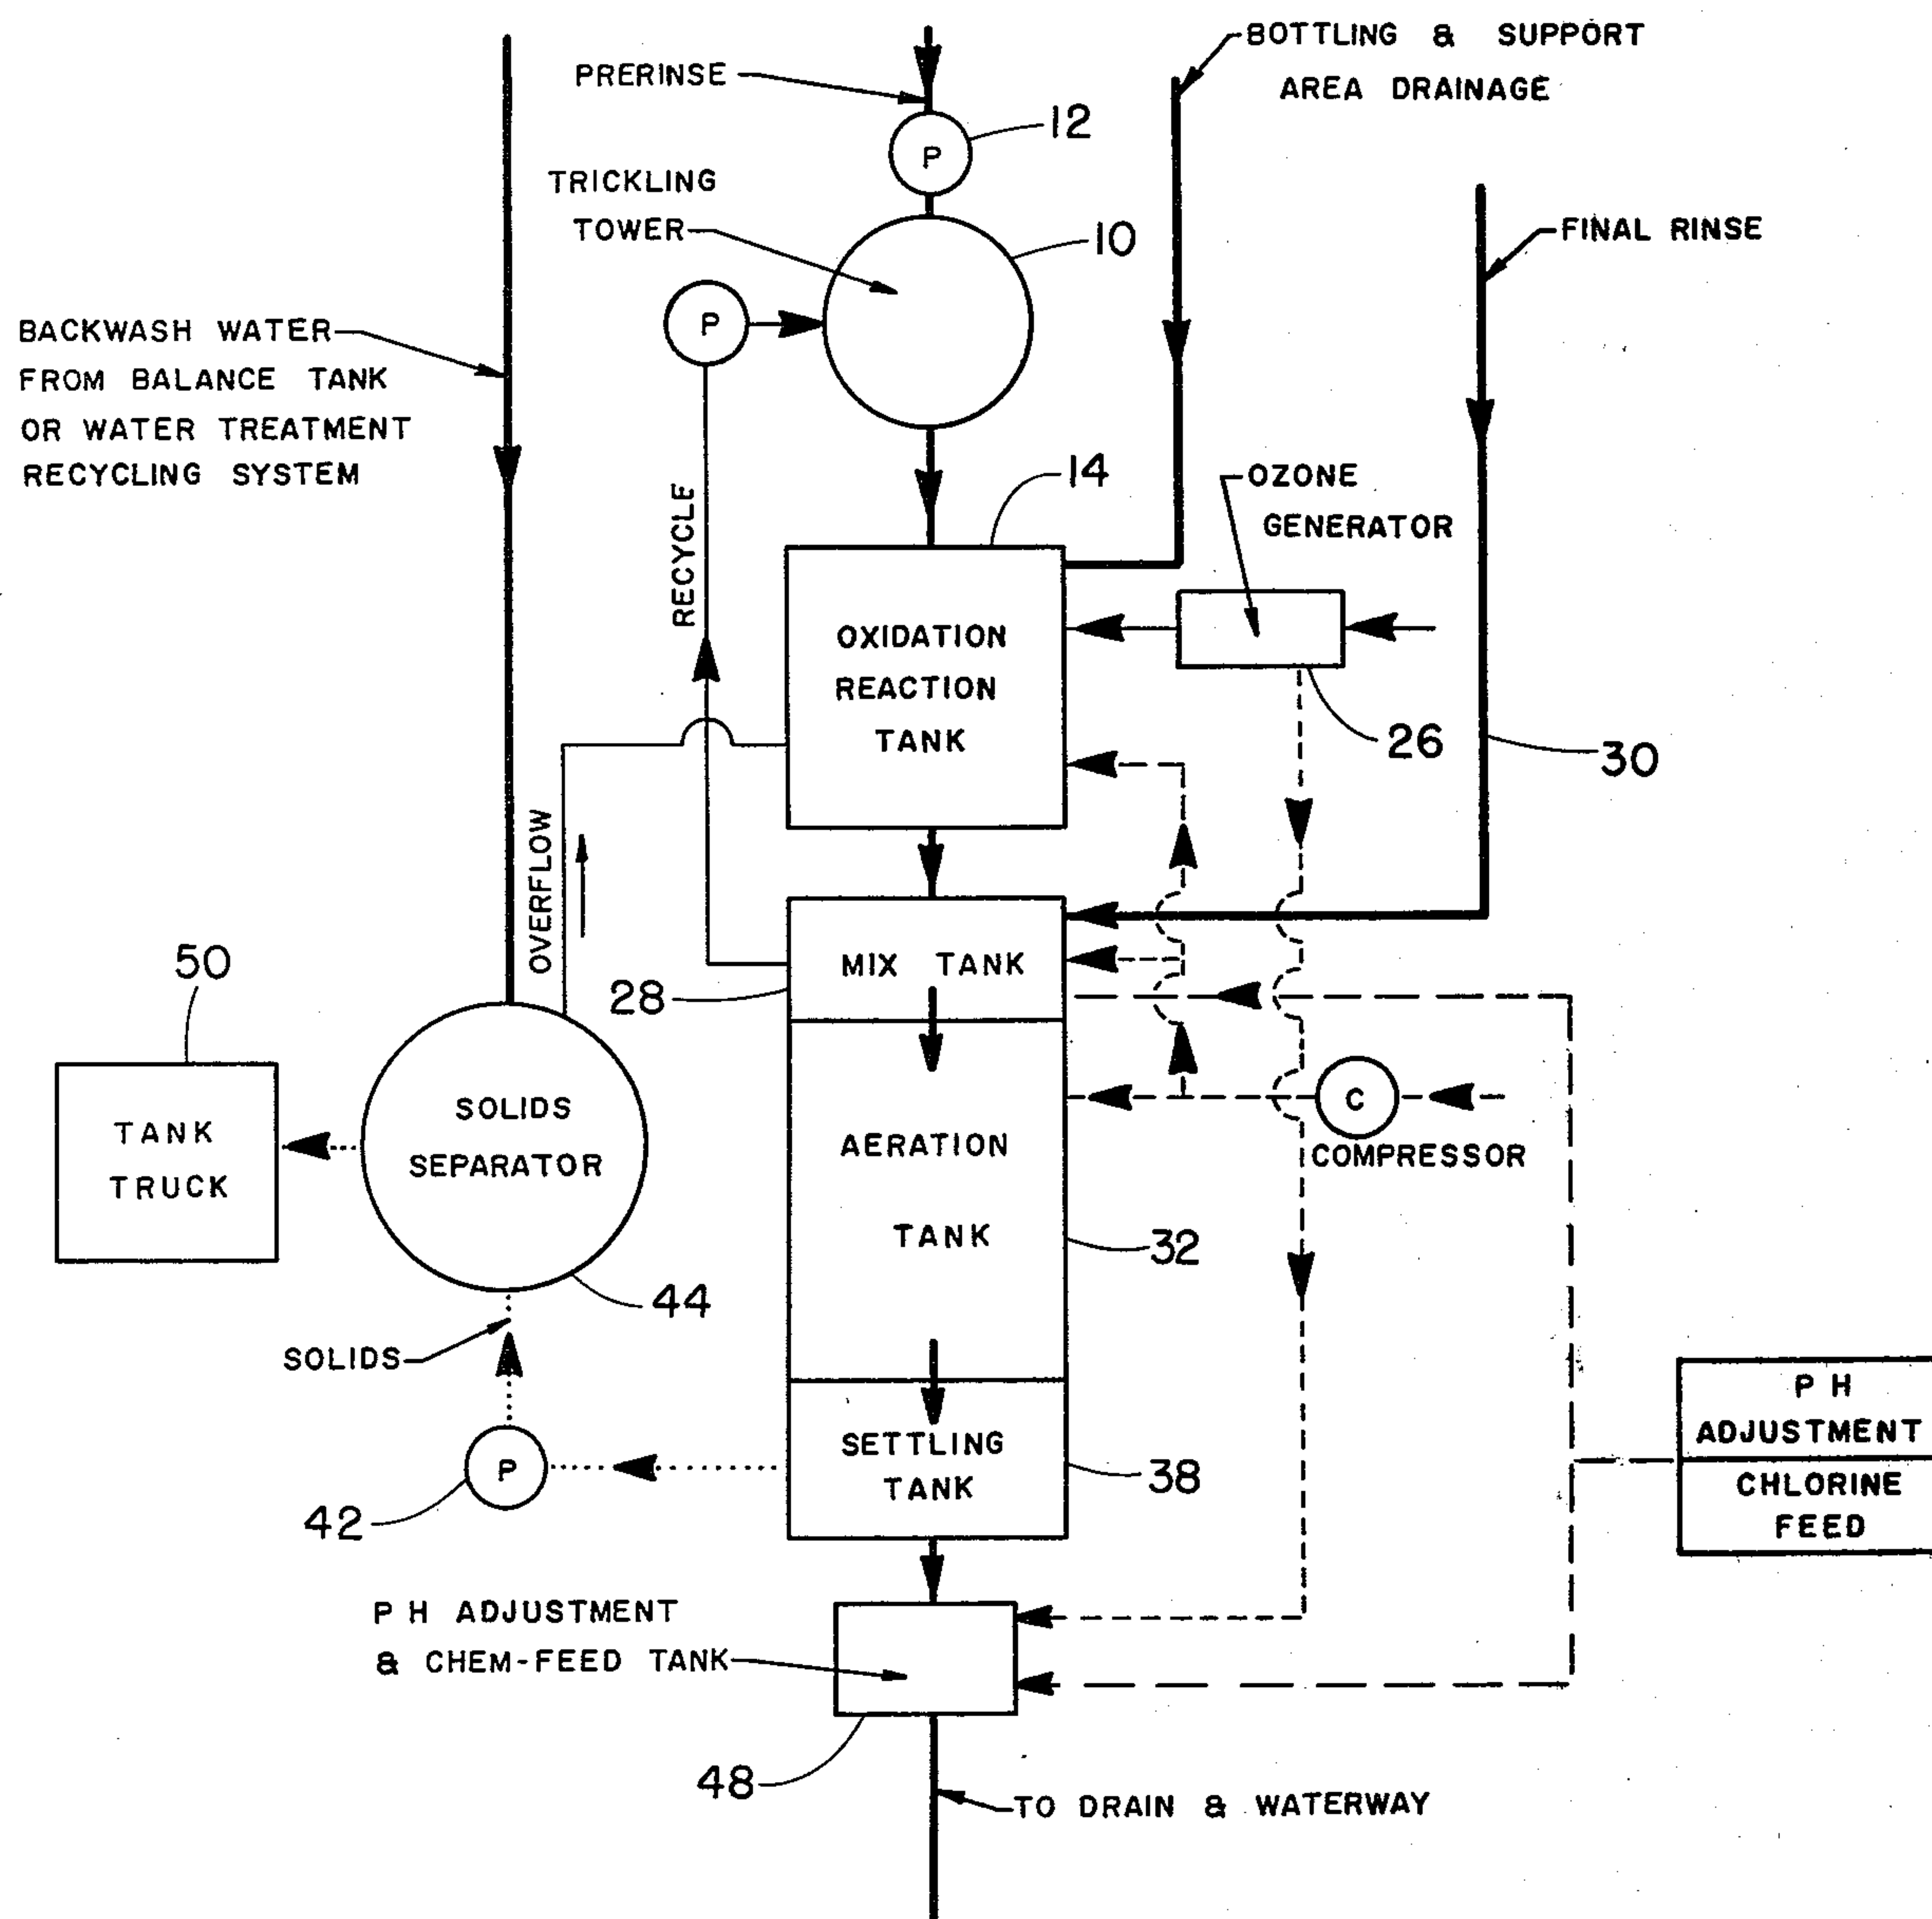 BOTTLING & SUPPORT
AREA DRAINAGE
PRERINSE
12
P
TRICKLING
TOWER
10
FINAL RINSE
P
BACKWASH WATER
FROM BALANCE TANK
OR WATER TREATMENT
RECYCLING SYSTEM
14
OZONE
GENERATOR
RECYCLE
OXIDATION
REACTION
TANK
26
30
OVERFLOW
50
MIX TANK
28
TANK
TRUCK
SOLIDS
SEPARATOR
AERATION
TANK
C
COMPRESSOR
32
44
SOLIDS
P H
ADJUSTMENT
CHLORINE
FEED
SETTLING
TANK
38
P
42
P H ADJUSTMENT
& CHEM-FEED TANK
48
TO DRAIN & WATERWAY